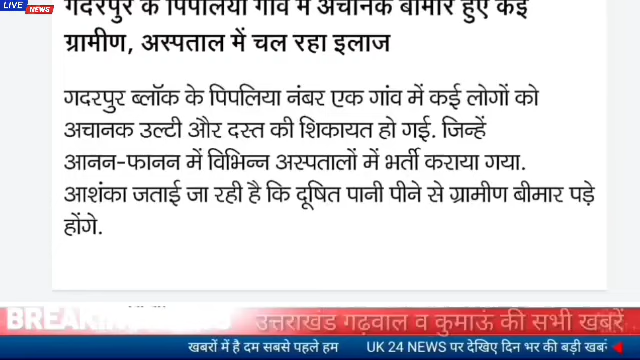 LIVE
NEWS
गदरपुर के पिपलिया गांव में अचानक बीमार हुए कई
ग्रामीण, अस्पताल में चल रहा इलाज
गदरपुर ब्लॉक के पिपलिया नंबर एक गांव में कई लोगों को
अचानक उल्टी और दस्त की शिकायत हो गई. जिन्हें
आनन-फानन में विभिन्न अस्पतालों में भर्ती कराया गया.
आशंका जताई जा रही है कि दूषित पानी पीने से ग्रामीण बीमार पड़े
होंगे.
BREAKING NEWS
उत्तराखंड गढ़वाल व कुमाऊं की सभी खबरें
खबरों में है दम सबसे पहले हम UK 24 NEWS पर देखिए दिन भर की बड़ी